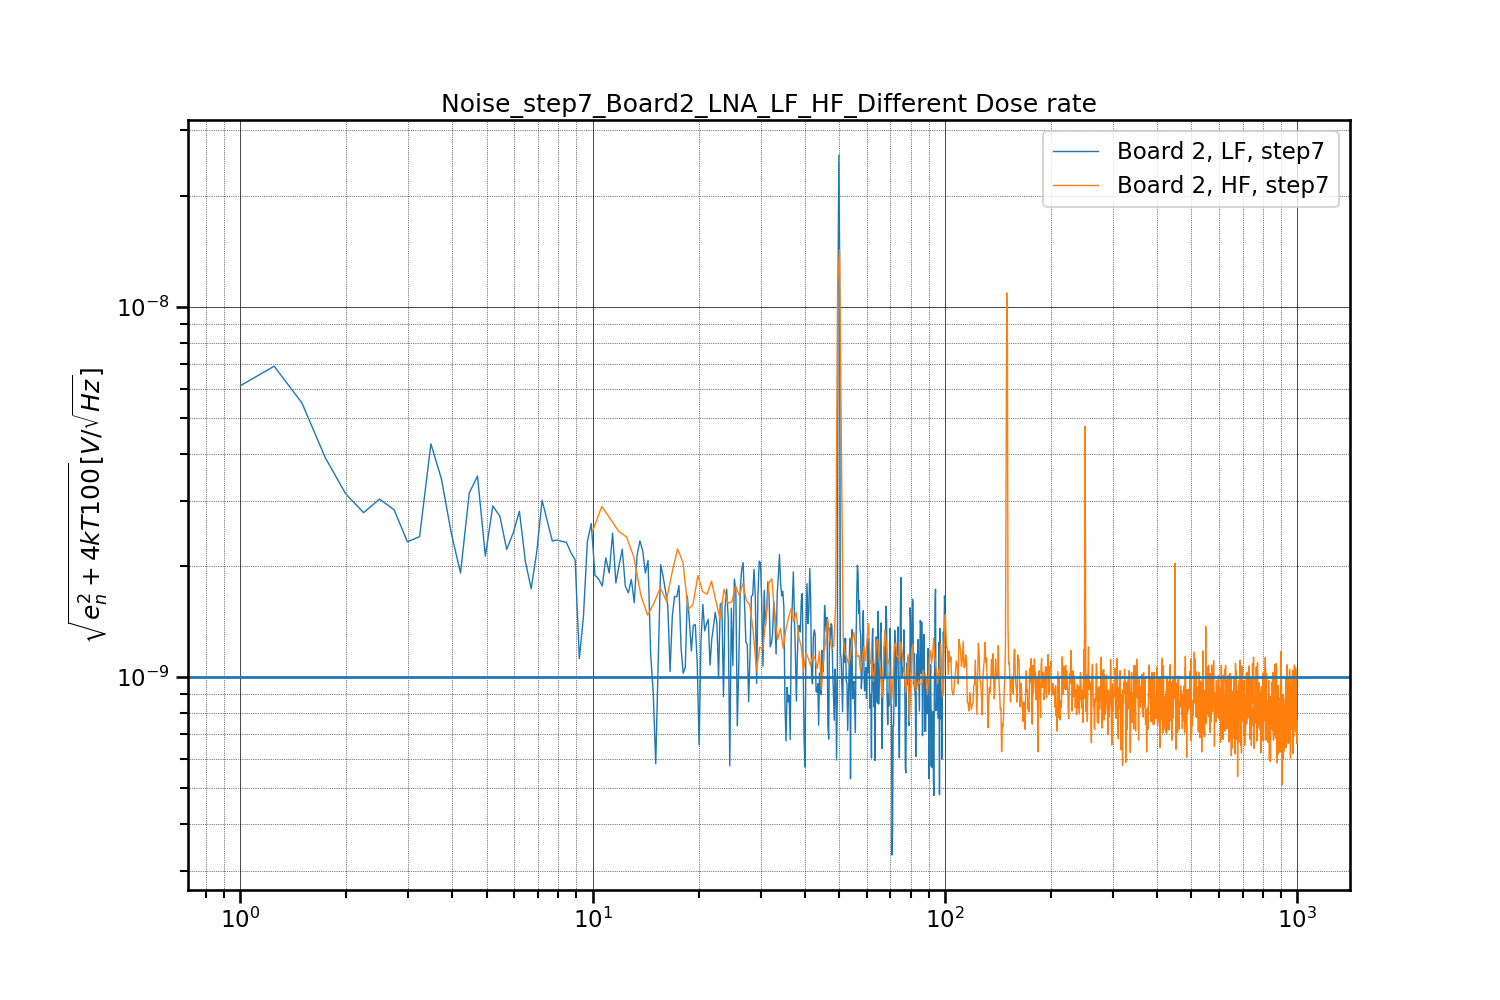 Noise_step7_Board2_LNA_LF_HF_Different Dose rate
Board 2, LF, step7
Board 2, HF, step7
10⁻⁸
10⁻⁹
√(eₙ² + 4kT100) [V/√Hz]
10⁰ 10¹ 10² 10³